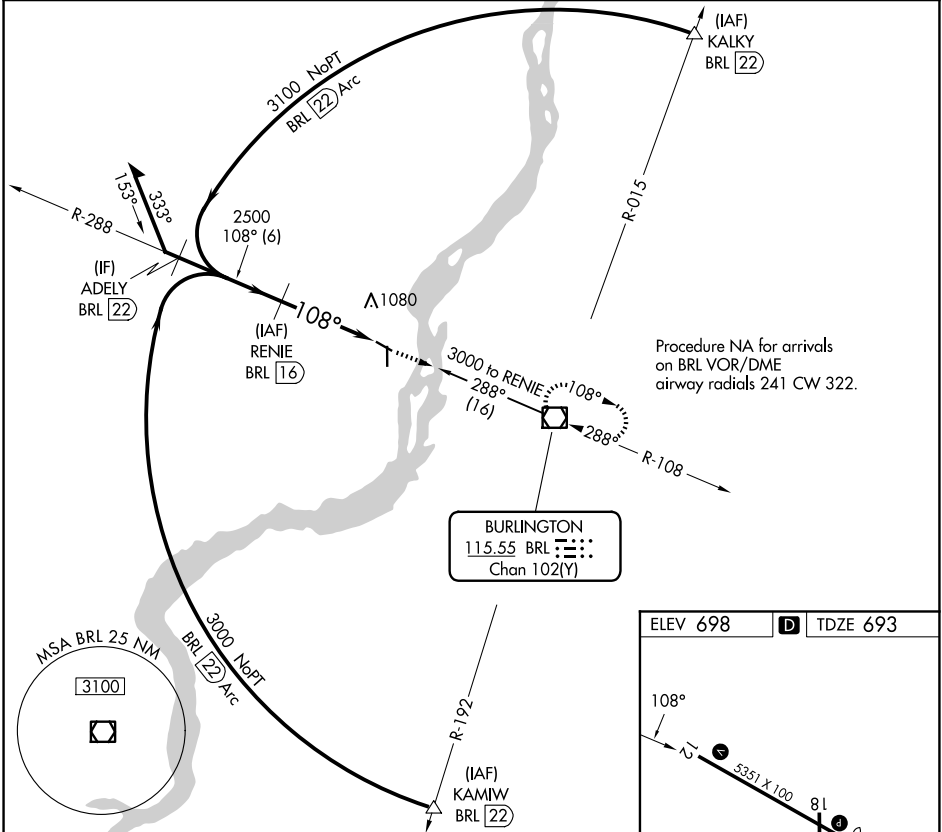 (IAF)
KALKY
BRL 22
3100 NoPT
BRL 22 Arc
R-015
153°
333°
R-288
2500
108° (6)
(IF)
ADELY
BRL 22
108°
1080
(IAF)
RENIE
BRL 16
3000 to RENIE
288°
(16)
108°
288°
R-108
Procedure NA for arrivals
on BRL VOR/DME
airway radials 241 CW 322.
BURLINGTON
115.55 BRL
Chan 102(Y)
3000 NoPT
BRL 22 Arc
R-192
(IAF)
KAMIW
BRL 22
MSA BRL 25 NM
3100
ELEV 698 D TDZE 693
108°
12
V
5351 X 100
18
P